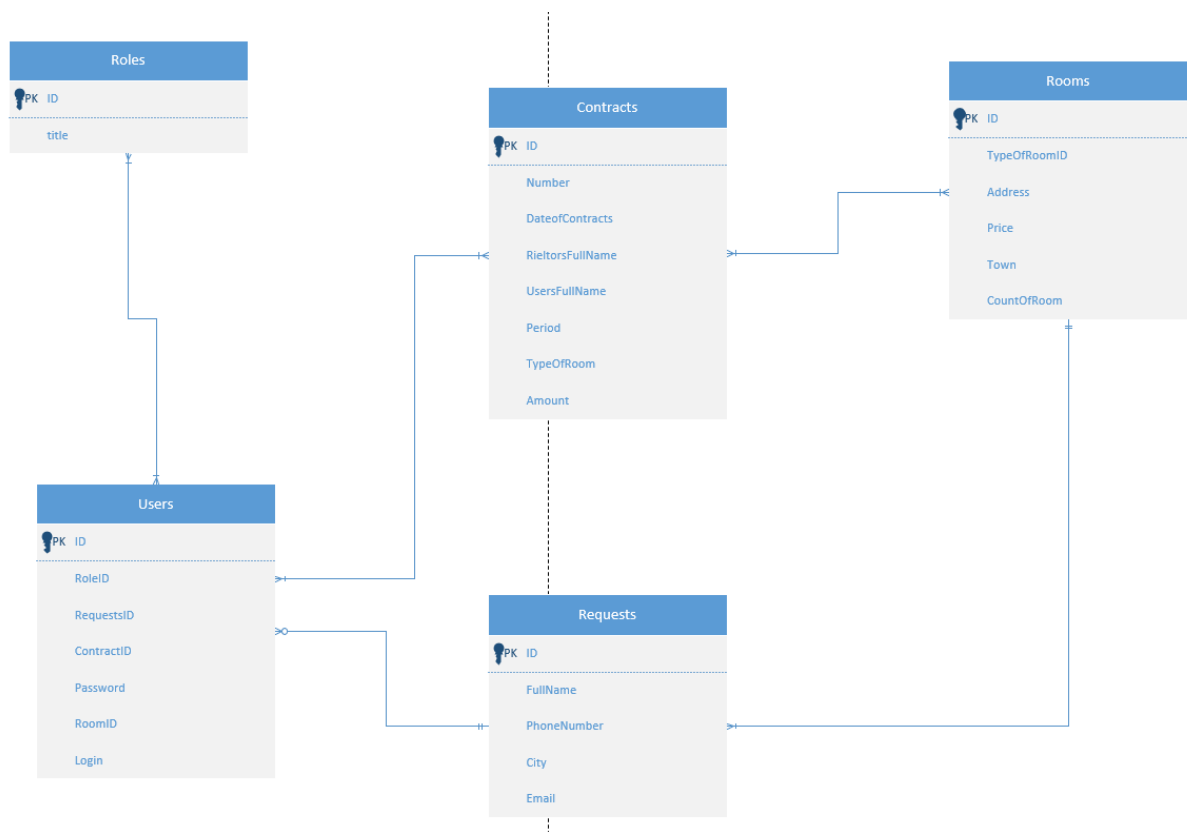 Roles
PK ID
title
Contracts
PK ID
Number
DateofContracts
RieltorsFullName
UsersFullName
Period
TypeOfRoom
Amount
Rooms
PK ID
TypeOfRoomID
Address
Price
Town
CountOfRoom
Users
PK ID
RoleID
RequestsID
ContractID
Password
RoomID
Login
Requests
PK ID
FullName
PhoneNumber
City
Email